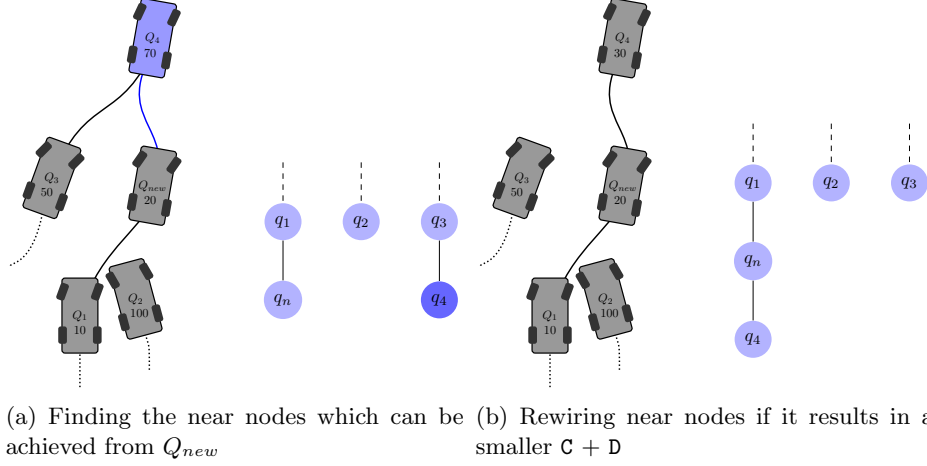 Q4
70
Q3
50
Qnew
20
Q1
10
Q2
100
q1
q2
q3
qn
q4
Q4
30
Q3
50
Qnew
20
Q1
10
Q2
100
q1
q2
q3
qn
q4
(a) Finding the near nodes which can be
achieved from Qnew
(b) Rewiring near nodes if it results in a
smaller C + D